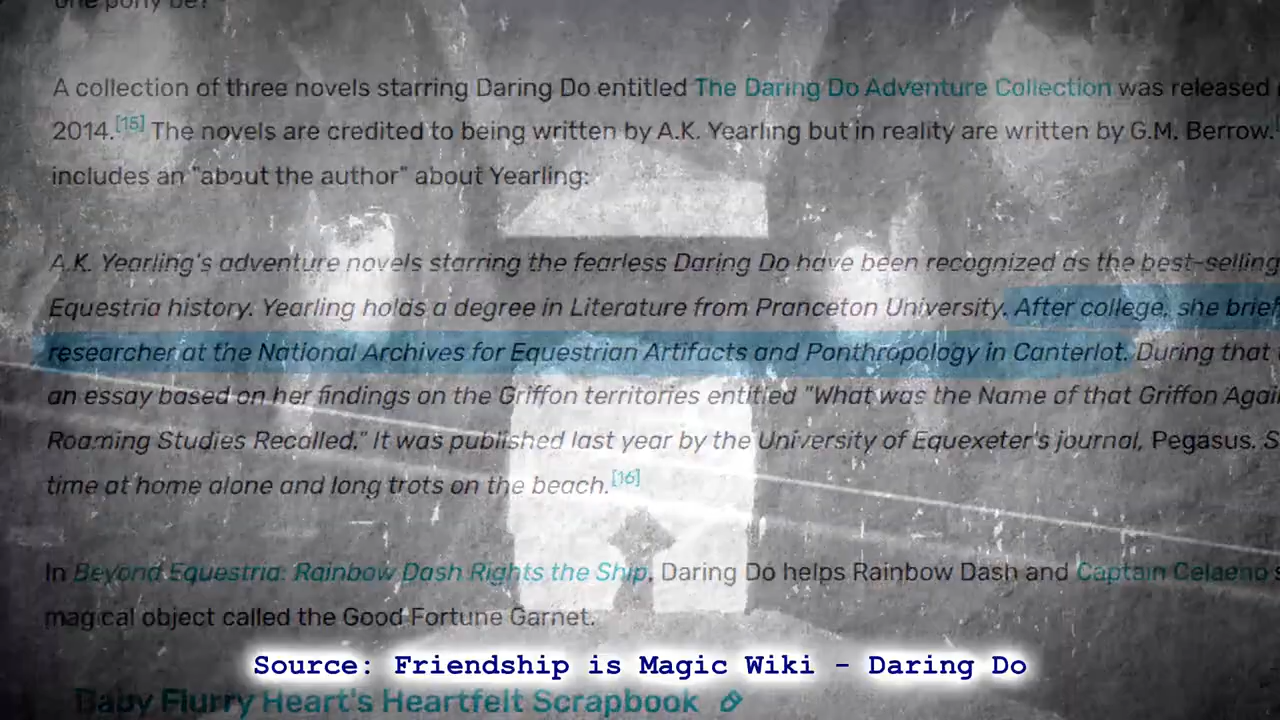 one pony be?
A collection of three novels starring Daring Do entitled The Daring Do Adventure Collection was released
2014.[15] The novels are credited to being written by A.K. Yearling but in reality are written by G.M. Berrow.
includes an "about the author" about Yearling:
A.K. Yearling's adventure novels starring the fearless Daring Do have been recognized as the best-selling
Equestria history. Yearling holds a degree in Literature from Pranceton University. After college, she brief
researcher at the National Archives for Equestrian Artifacts and Ponthropology in Canterlot. During that
an essay based on her findings on the Griffon territories entitled "What was the Name of that Griffon Agai
Roaming Studies Recalled." It was published last year by the University of Equexeter's journal, Pegasus. S
time at home alone and long trots on the beach.[16]
In Beyond Equestria: Rainbow Dash Rights the Ship, Daring Do helps Rainbow Dash and Captain Celaeno s
magical object called the Good Fortune Garnet.
Source: Friendship is Magic Wiki - Daring Do
Baby Flurry Heart's Heartfelt Scrapbook